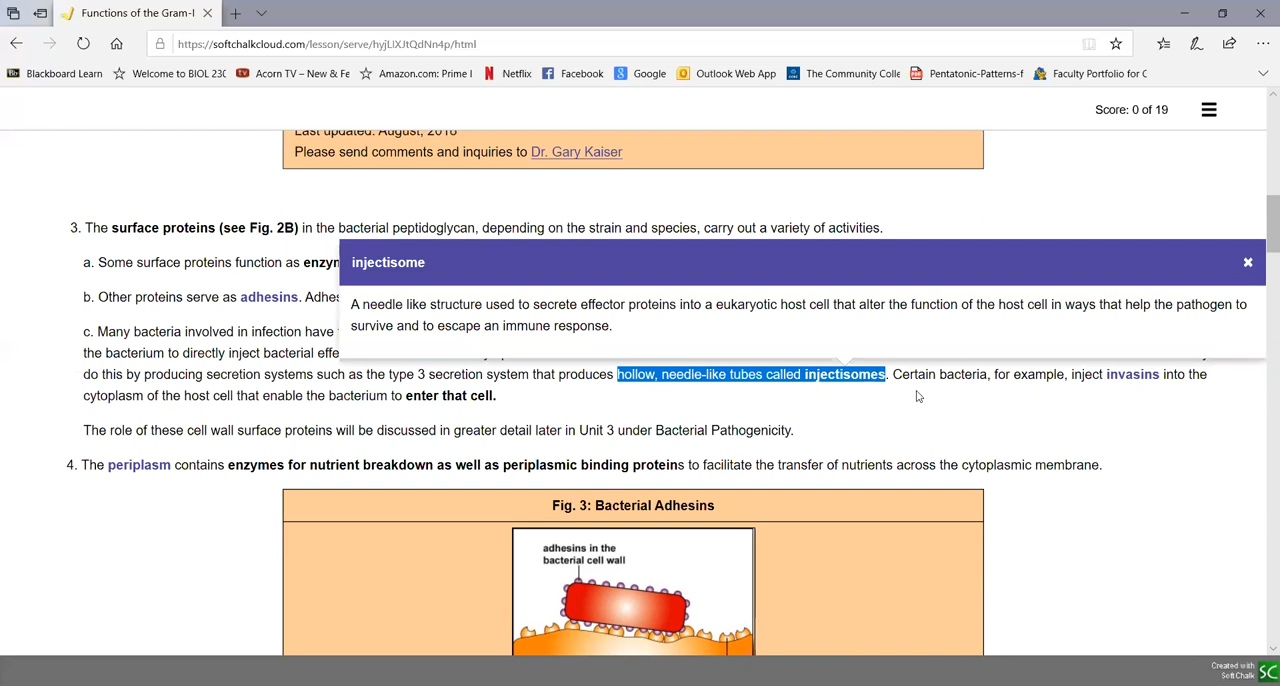 Functions of the Gram-
https://softchalkcloud.com/lesson/serve/hyjLlXJtQdNn4p/html
Blackboard Learn Welcome to BIOL 230 Acorn TV – New & Fe Amazon.com: Prime I Netflix Facebook Google Outlook Web App The Community Colle Pentatonic-Patterns-f Faculty Portfolio for C
Score: 0 of 19
Last updated: August, 2018
Please send comments and inquiries to Dr. Gary Kaiser
3. The surface proteins (see Fig. 2B) in the bacterial peptidoglycan, depending on the strain and species, carry out a variety of activities.
a. Some surface proteins function as enzyn
injectisome
b. Other proteins serve as adhesins. Adhe
A needle like structure used to secrete effector proteins into a eukaryotic host cell that alter the function of the host cell in ways that help the pathogen to
survive and to escape an immune response.
c. Many bacteria involved in infection have
the bacterium to directly inject bacterial effe
do this by producing secretion systems such as the type 3 secretion system that produces hollow, needle-like tubes called injectisomes. Certain bacteria, for example, inject invasins into the
cytoplasm of the host cell that enable the bacterium to enter that cell.
The role of these cell wall surface proteins will be discussed in greater detail later in Unit 3 under Bacterial Pathogenicity.
4. The periplasm contains enzymes for nutrient breakdown as well as periplasmic binding proteins to facilitate the transfer of nutrients across the cytoplasmic membrane.
Fig. 3: Bacterial Adhesins
adhesins in the
bacterial cell wall
Created with
SoftChalk
SC